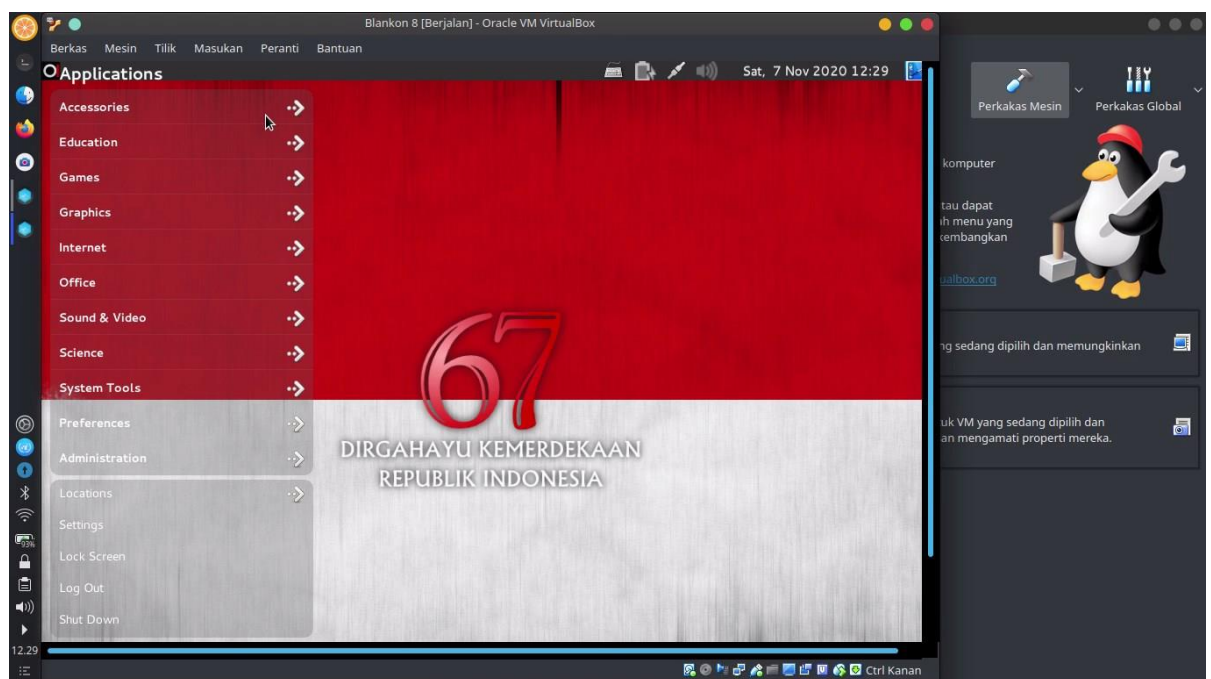 Blankon 8 [Berjalan] - Oracle VM VirtualBox
Berkas Mesin Tilik Masukan Peranti Bantuan
Applications
Sat, 7 Nov 2020 12:29
Accessories
Education
Games
Graphics
Internet
Office
Sound & Video
Science
System Tools
Preferences
Administration
Locations
Settings
Lock Screen
Log Out
Shut Down
67
DIRGAHAYU KEMERDEKAAN
REPUBLIK INDONESIA
Perkakas Mesin Perkakas Global
komputer
tau dapat
ah menu yang
kembangkan
ualbox.org
ng sedang dipilih dan memungkinkan
uk VM yang sedang dipilih dan
an mengamati properti mereka.
93%
12.29
Ctrl Kanan